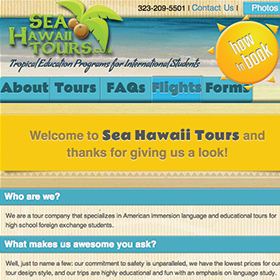 323-209-5501 | Contact Us | Photos
SEA
HAWAII
TOURS
Tropical Education Programs for International Students
how
to
book
About Tours FAQs Flights Forms
Welcome to Sea Hawaii Tours and
thanks for giving us a look!
Who are we?
We are a tour company that specializes in American immersion language and educational tours for
high school foreign exchange students.
What makes us awesome you ask?
Well, just to name a few: our commitment to safety is unparalleled, we have the lowest prices for
tour design style, and our trips are highly educational and fun with an emphasis on language study.